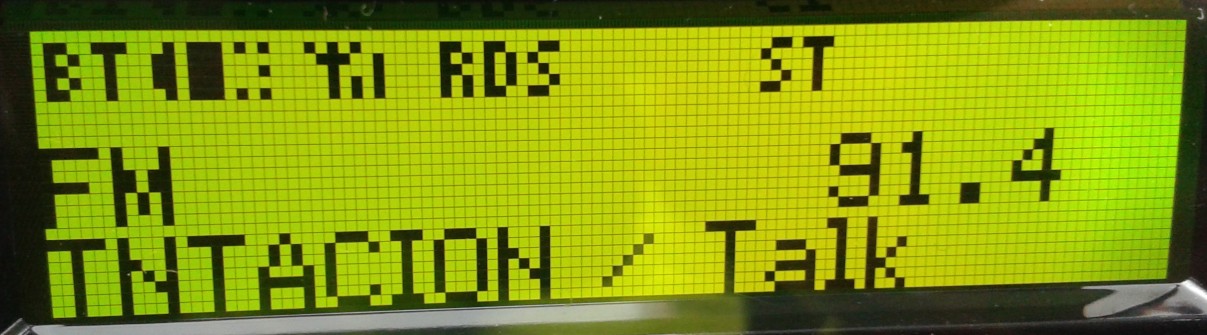 BT RDS ST
FM 91.4
TNTACION / Talk